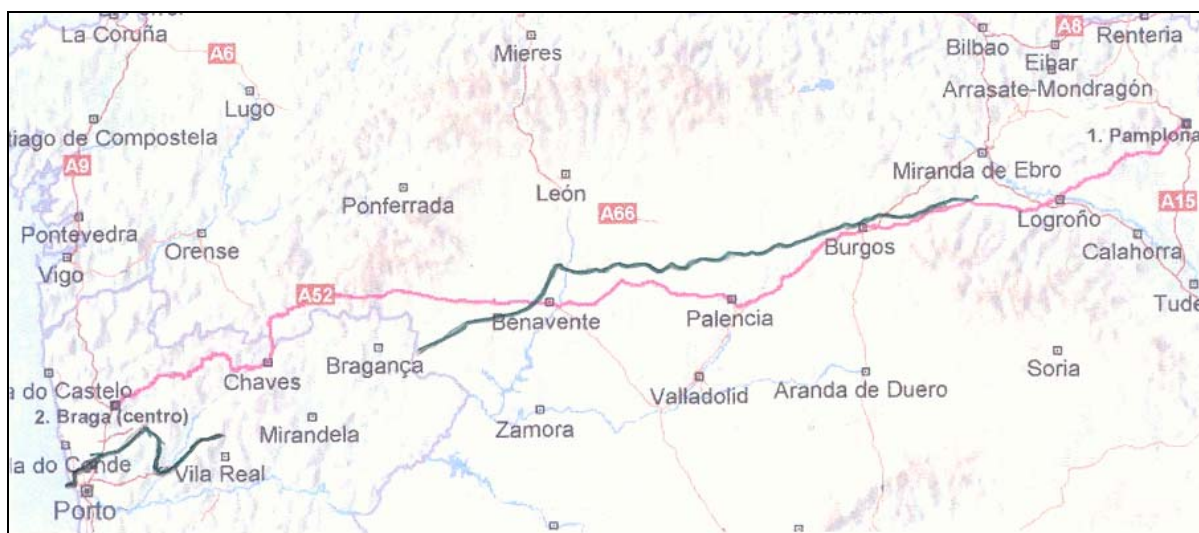 La Coruña
A6
Mieres
Bilbao
A8
Renteria
Eibar
Lugo
Arrasate-Mondragón
tiago de Compostela
1. Pamplona
A9
Miranda de Ebro
León
Ponferrada
A66
A15
Logroño
Pontevedra
Orense
Burgos
Calahorra
Vigo
A52
Tude
Benavente
Palencia
Bragança
Soria
Chaves
a do Castelo
Valladolid
Aranda de Duero
2. Braga (centro)
Mirandela
Zamora
la do Conde
Vila Real
Porto